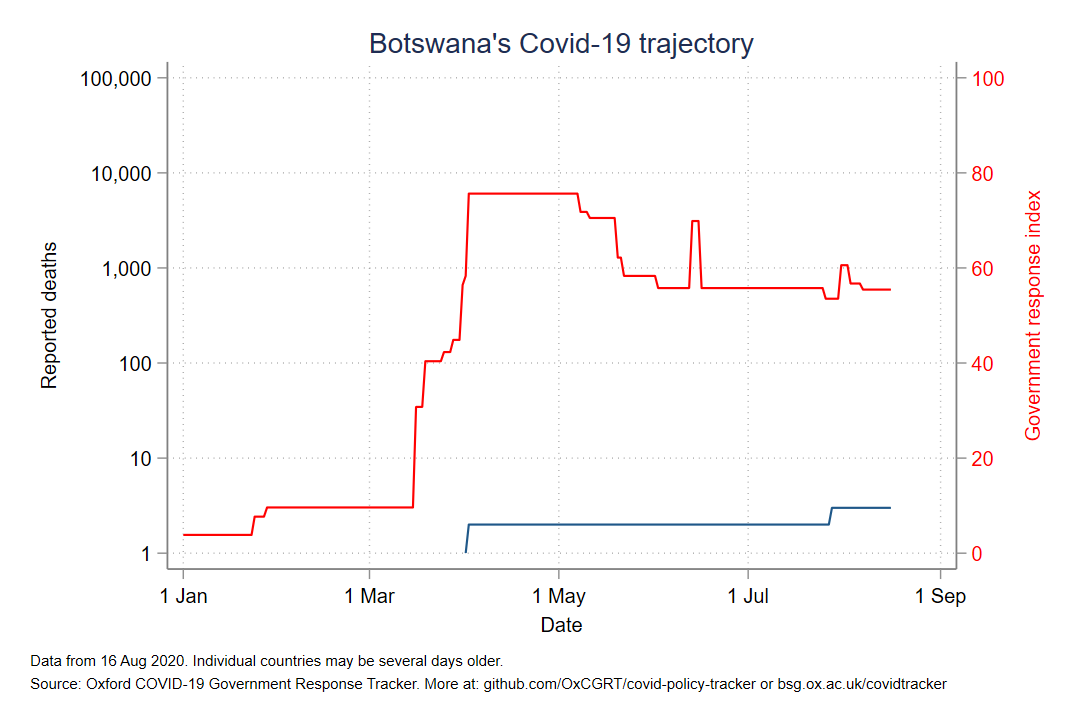 Botswana's Covid-19 trajectory
100,000
10,000
1,000
100
10
1
Reported deaths
100
80
60
40
20
0
Government response index
1 Jan
1 Mar
1 May
1 Jul
1 Sep
Date
Data from 16 Aug 2020. Individual countries may be several days older.
Source: Oxford COVID-19 Government Response Tracker. More at: github.com/OxCGRT/covid-policy-tracker or bsg.ox.ac.uk/covidtracker